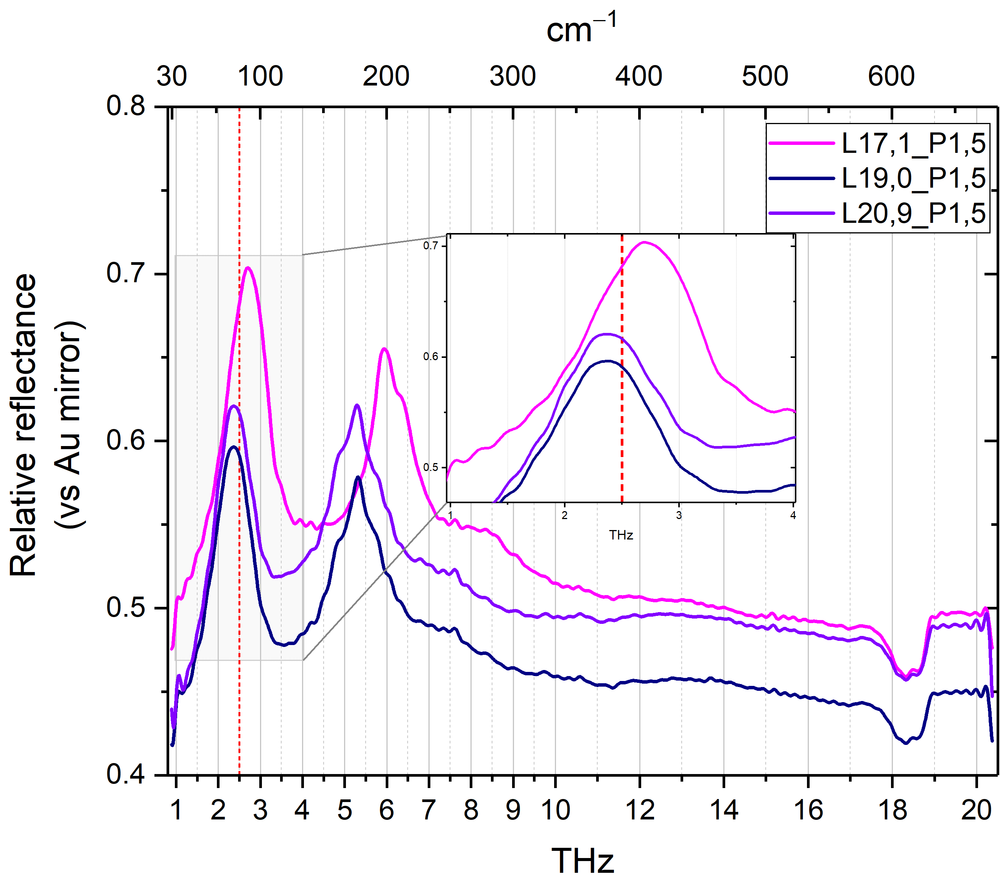 cm⁻¹
30 100 200 300 400 500 600
0.8
0.7
0.6
0.5
0.4
Relative reflectance
(vs Au mirror)
L17,1_P1,5
L19,0_P1,5
L20,9_P1,5
0.7
0.6
0.5
1 2 3 4
THz
1 2 3 4 5 6 7 8 9 10 12 14 16 18 20
THz